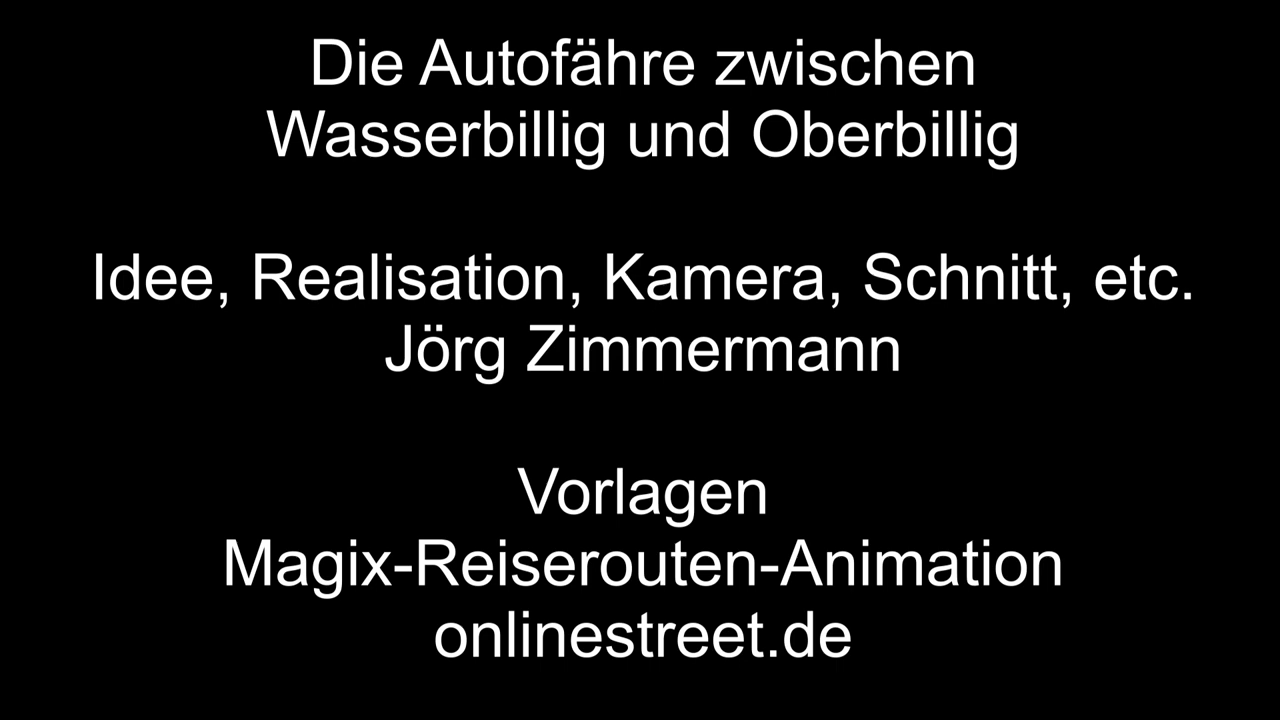 Die Autofähre zwischen
Wasserbillig und Oberbillig
Idee, Realisation, Kamera, Schnitt, etc.
Jörg Zimmermann
Vorlagen
Magix-Reiserouten-Animation
onlinestreet.de